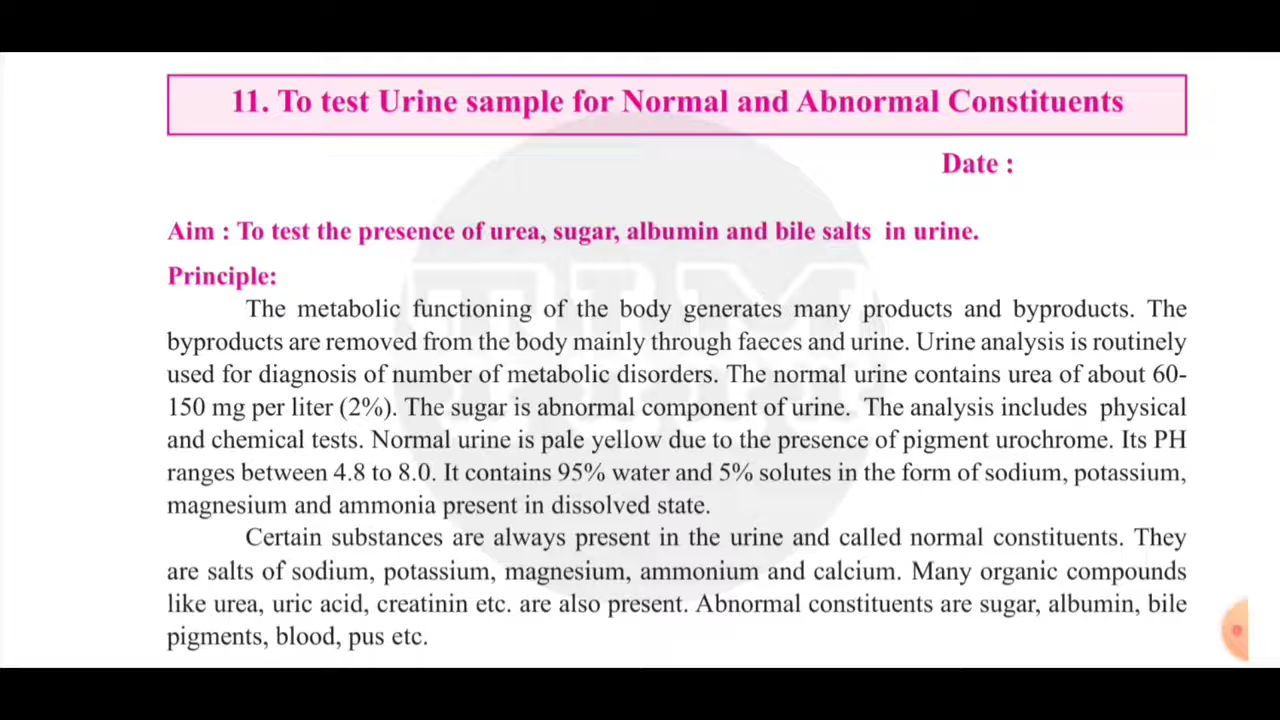 11. To test Urine sample for Normal and Abnormal Constituents
Date :
Aim : To test the presence of urea, sugar, albumin and bile salts in urine.
Principle:
The metabolic functioning of the body generates many products and byproducts. The
byproducts are removed from the body mainly through faeces and urine. Urine analysis is routinely
used for diagnosis of number of metabolic disorders. The normal urine contains urea of about 60-
150 mg per liter (2%). The sugar is abnormal component of urine. The analysis includes physical
and chemical tests. Normal urine is pale yellow due to the presence of pigment urochrome. Its PH
ranges between 4.8 to 8.0. It contains 95% water and 5% solutes in the form of sodium, potassium,
magnesium and ammonia present in dissolved state.
Certain substances are always present in the urine and called normal constituents. They
are salts of sodium, potassium, magnesium, ammonium and calcium. Many organic compounds
like urea, uric acid, creatinin etc. are also present. Abnormal constituents are sugar, albumin, bile
pigments, blood, pus etc.